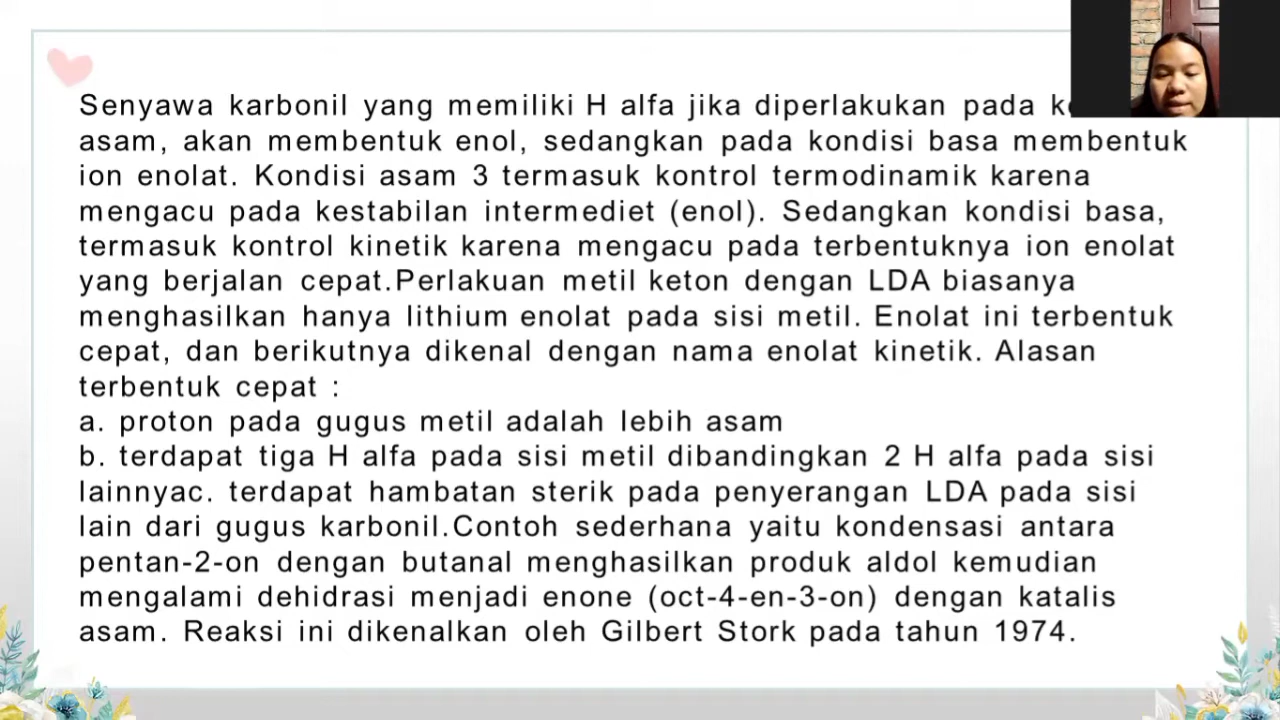 Senyawa karbonil yang memiliki H alfa jika diperlakukan pada
asam, akan membentuk enol, sedangkan pada kondisi basa membentuk
ion enolat. Kondisi asam 3 termasuk kontrol termodinamik karena
mengacu pada kestabilan intermediet (enol). Sedangkan kondisi basa,
termasuk kontrol kinetik karena mengacu pada terbentuknya ion enolat
yang berjalan cepat.Perlakuan metil keton dengan LDA biasanya
menghasilkan hanya lithium enolat pada sisi metil. Enolat ini terbentuk
cepat, dan berikutnya dikenal dengan nama enolat kinetik. Alasan
terbentuk cepat :
a. proton pada gugus metil adalah lebih asam
b. terdapat tiga H alfa pada sisi metil dibandingkan 2 H alfa pada sisi
lainnyac. terdapat hambatan sterik pada penyerangan LDA pada sisi
lain dari gugus karbonil.Contoh sederhana yaitu kondensasi antara
pentan-2-on dengan butanal menghasilkan produk aldol kemudian
mengalami dehidrasi menjadi enone (oct-4-en-3-on) dengan katalis
asam. Reaksi ini dikenalkan oleh Gilbert Stork pada tahun 1974.